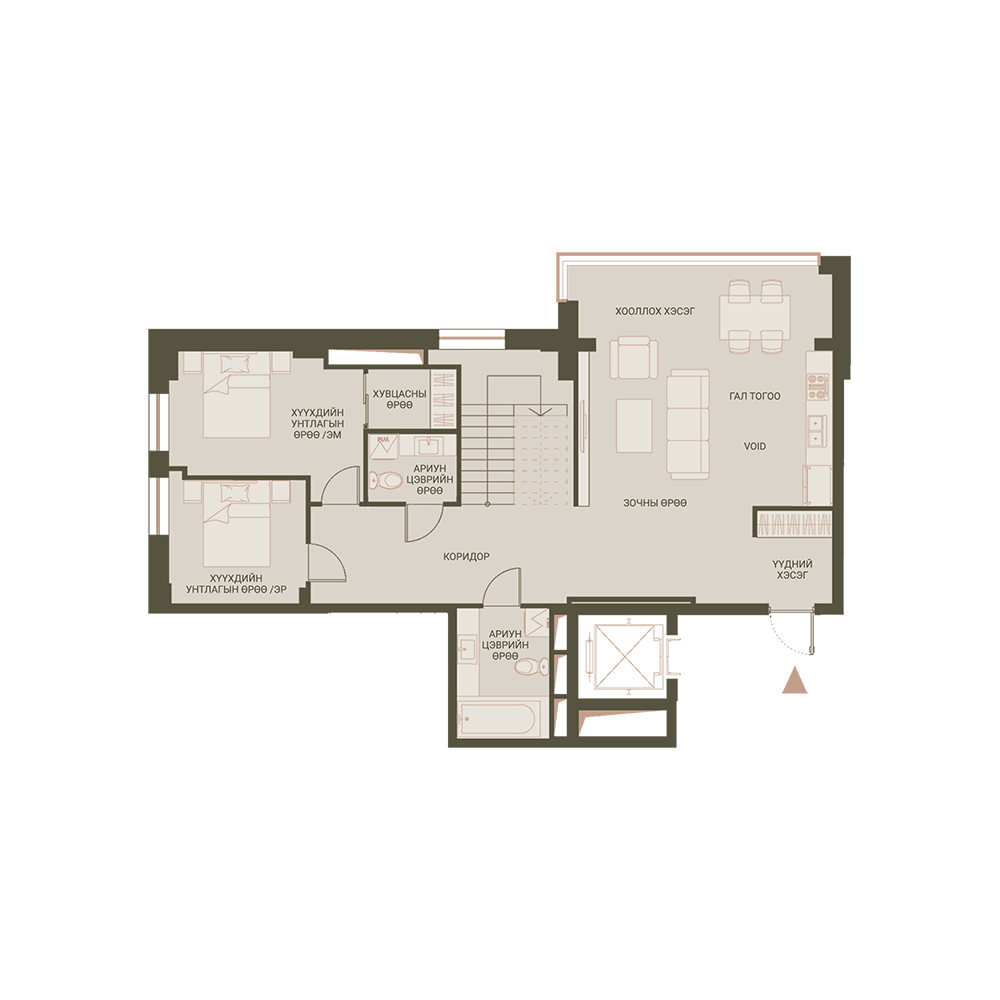 ХООЛЛОХ ХЭСЭГ
ХУВЦАСНЫ
ӨРӨӨ
ГАЛ ТОГОО
ХҮҮХДИЙН
УНТЛАГЫН
ӨРӨӨ /ЭМ
VOID
АРИУН
ЦЭВРИЙН
ӨРӨӨ
ЗОЧНЫ ӨРӨӨ
КОРИДОР
ҮҮДНИЙ
ХЭСЭГ
ХҮҮХДИЙН
УНТЛАГЫН ӨРӨӨ /ЭР
АРИУН
ЦЭВРИЙН
ӨРӨӨ